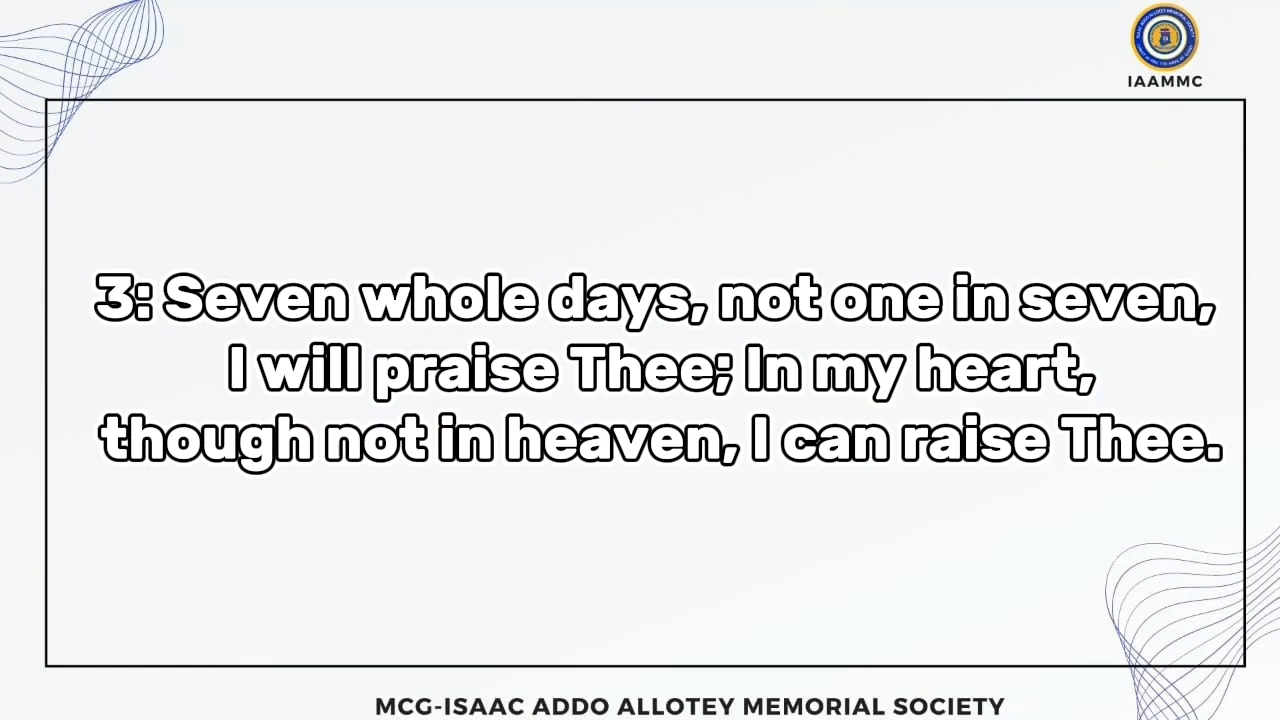 IAAMMC
3: Seven whole days, not one in seven,
I will praise Thee; In my heart,
though not in heaven, I can raise Thee.
MCG-ISAAC ADDO ALLOTEY MEMORIAL SOCIETY